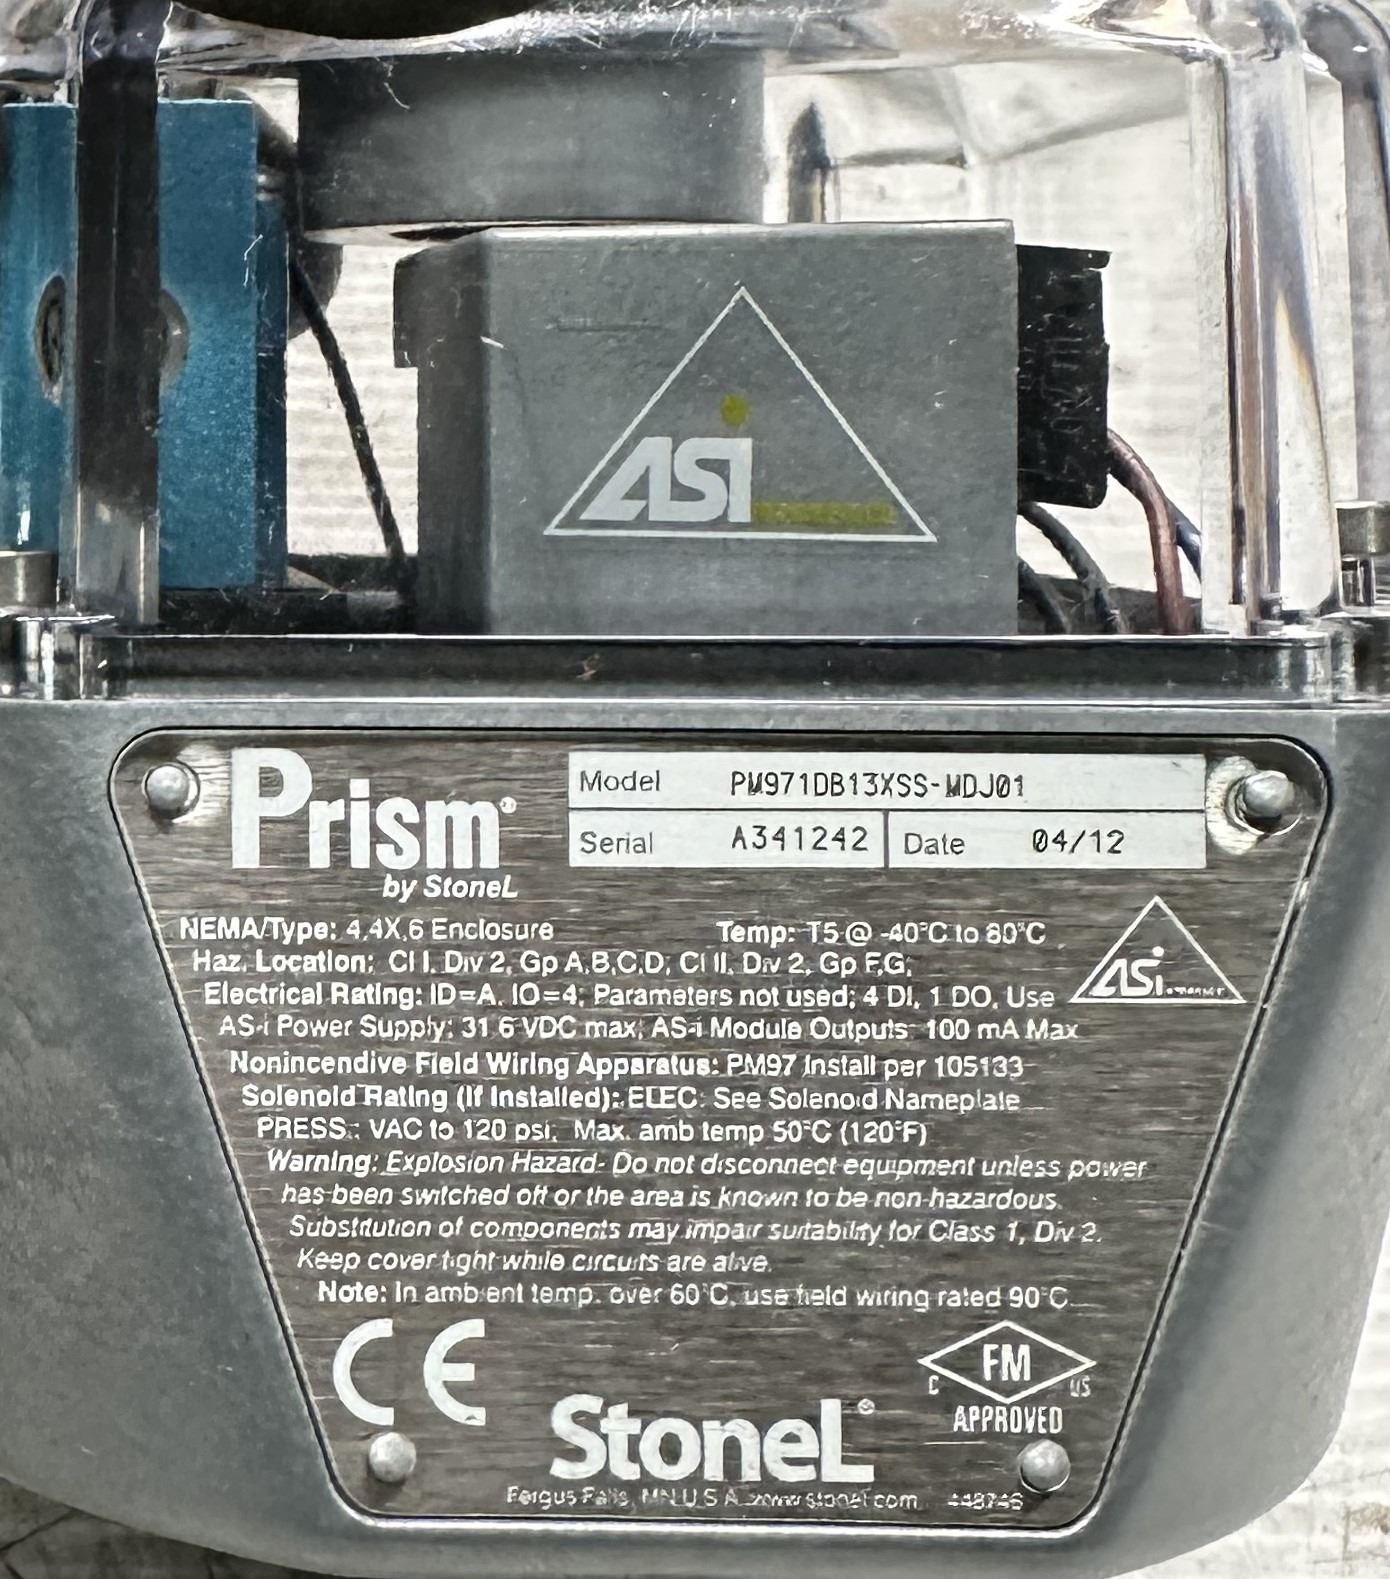 ASi
Prism®
by StoneL
Model PM971DB13XSS-MDJ01
Serial A341242 Date 04/12
NEMA/Type: 4,4X,6 Enclosure Temp: T5 @ -40°C to 80°C
Haz. Location: Cl I, Div 2, Gp A,B,C,D; Cl II, Div 2, Gp F,G;
ASi
Electrical Rating: ID=A, IO=4; Parameters not used; 4 DI, 1 DO, Use
AS-i Power Supply: 31.6 VDC max; AS-i Module Outputs: 100 mA Max
Nonincendive Field Wiring Apparatus: PM97 Install per 105133
Solenoid Rating (If Installed): ELEC: See Solenoid Nameplate
PRESS.: VAC to 120 psi; Max. amb temp 50°C (120°F)
Warning: Explosion Hazard- Do not disconnect equipment unless power
has been switched off or the area is known to be non hazardous.
Substitution of components may impair suitability for Class 1, Div 2.
Keep cover tight while circuits are alive.
Note: In ambient temp. over 60°C, use field wiring rated 90°C
CE
C FM US
APPROVED
StoneL®
Fergus Falls, MN U.S.A. www.stonel.com